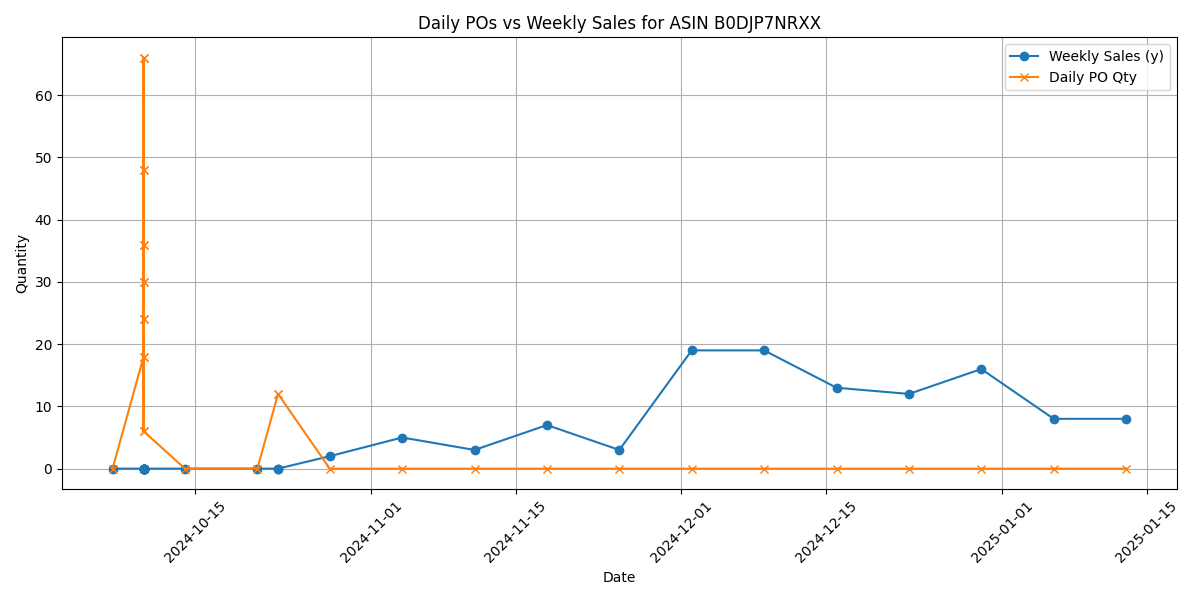 Daily POs vs Weekly Sales for ASIN B0DJP7NRXX
Weekly Sales (y)
Daily PO Qty
Quantity
60
50
40
30
20
10
0
2024-10-15
2024-11-01
2024-11-15
2024-12-01
2024-12-15
2025-01-01
2025-01-15
Date